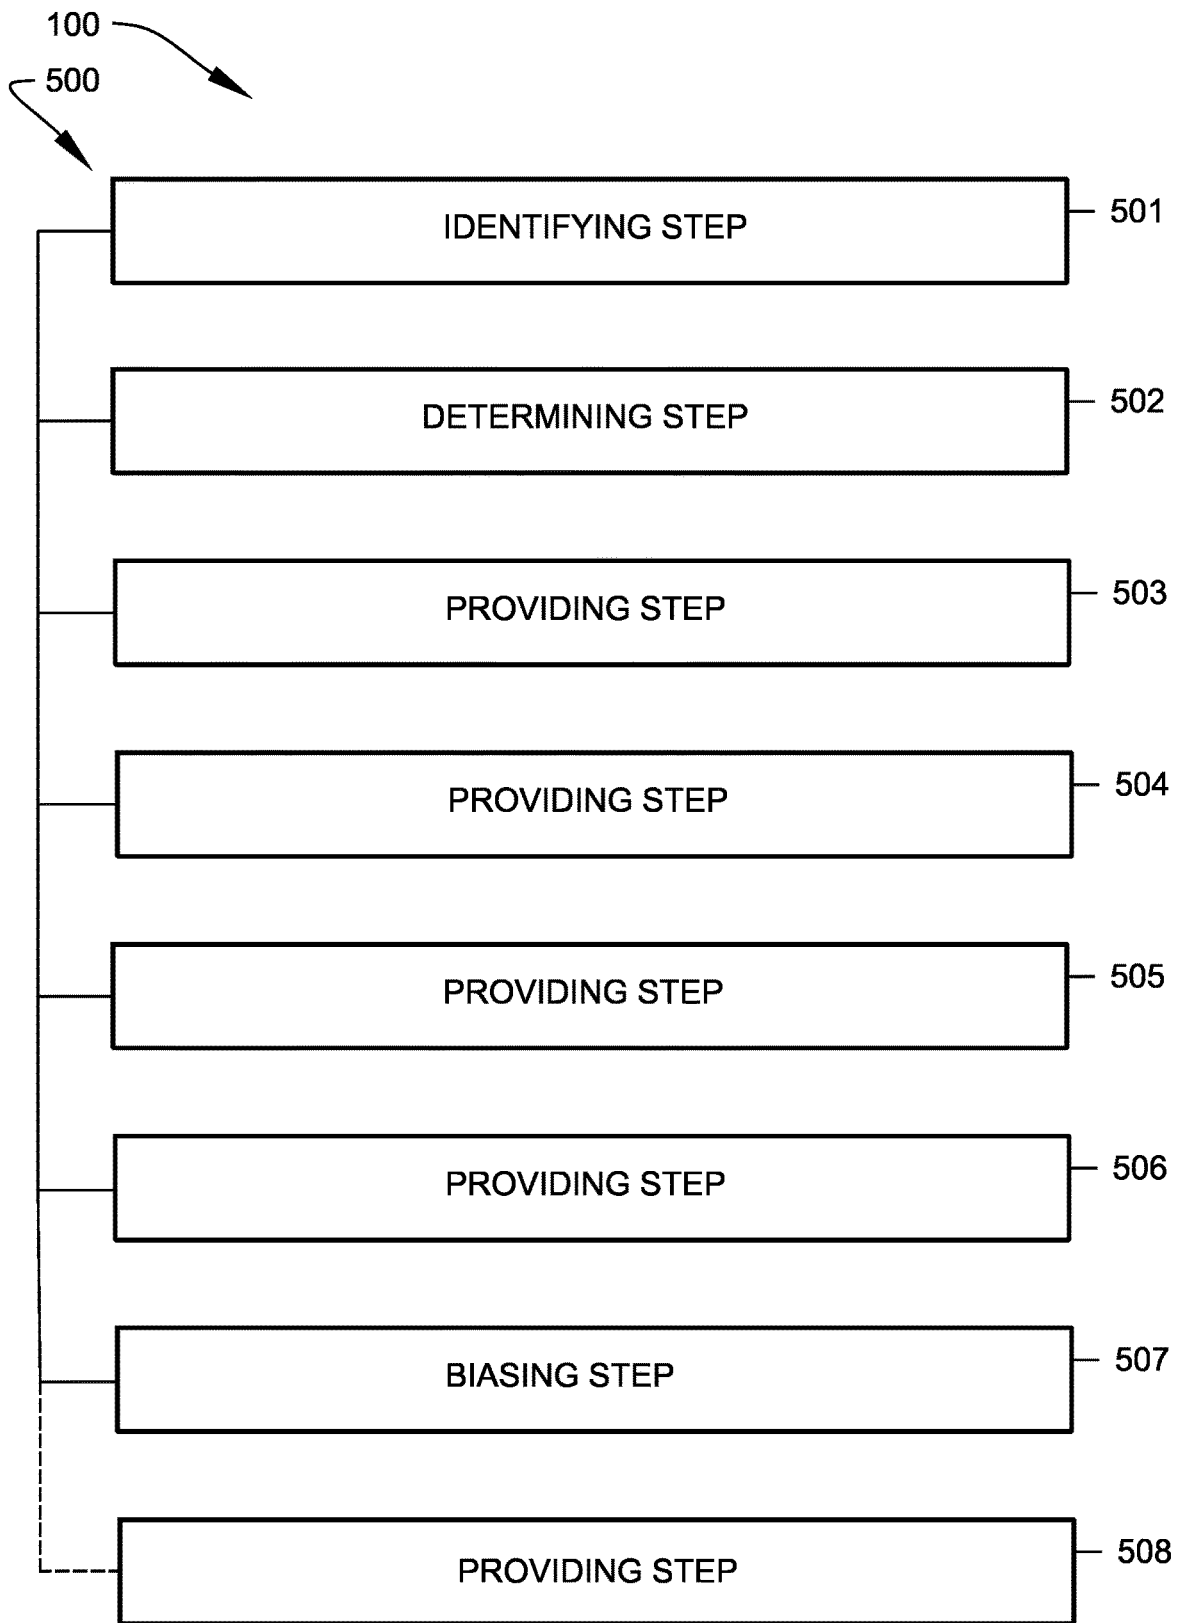 100
500
IDENTIFYING STEP 501
DETERMINING STEP 502
PROVIDING STEP 503
PROVIDING STEP 504
PROVIDING STEP 505
PROVIDING STEP 506
BIASING STEP 507
PROVIDING STEP 508